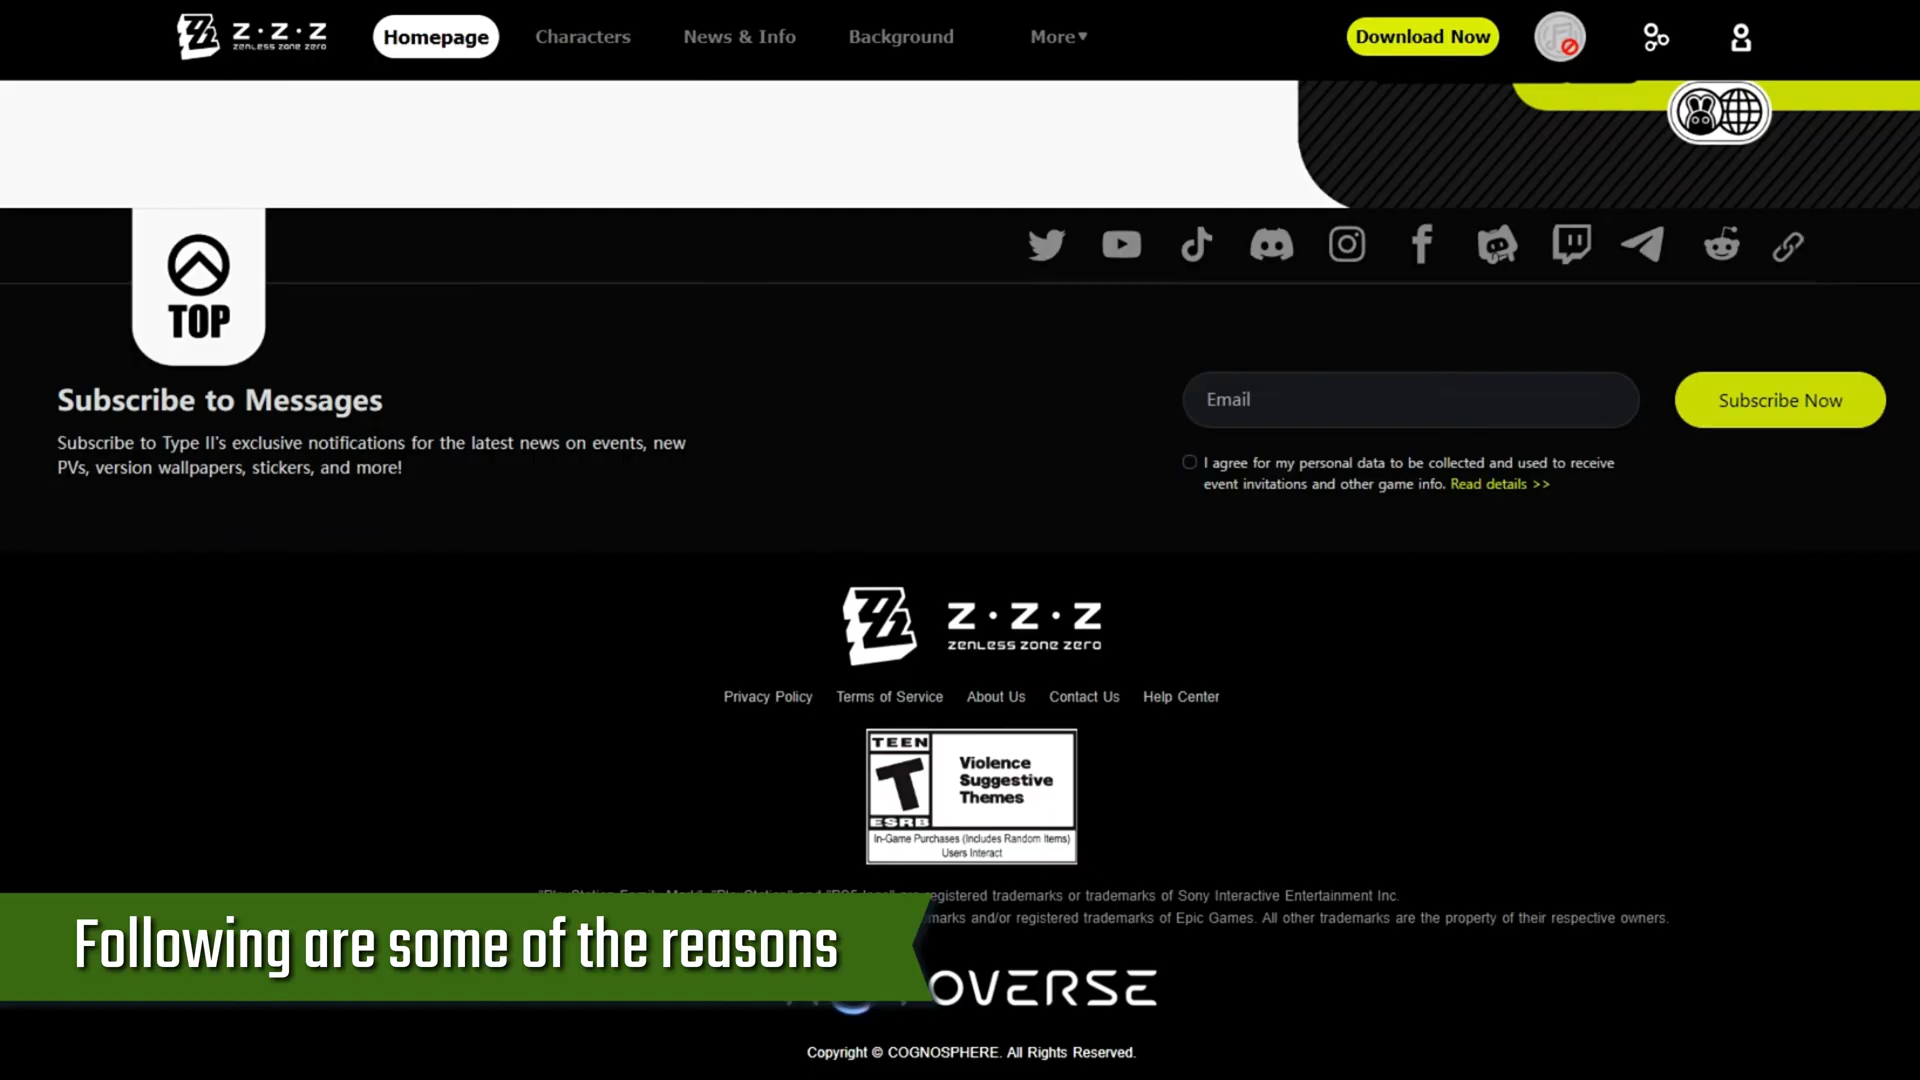 Z·Z·Z
ZENLESS ZONE ZERO
Homepage
Characters
News & Info
Background
More
Download Now
TOP
Subscribe to Messages
Subscribe to Type II's exclusive notifications for the latest news on events, new
PVs, version wallpapers, stickers, and more!
Email
Subscribe Now
I agree for my personal data to be collected and used to receive
event invitations and other game info. Read details >>
Z·Z·Z
ZENLESS ZONE ZERO
Privacy Policy
Terms of Service
About Us
Contact Us
Help Center
TEEN
T
ESRB
Violence
Suggestive
Themes
In-Game Purchases (Includes Random Items)
Users Interact
registered trademarks or trademarks of Sony Interactive Entertainment Inc.
marks and/or registered trademarks of Epic Games. All other trademarks are the property of their respective owners.
Following are some of the reasons
OVERSE
Copyright © COGNOSPHERE. All Rights Reserved.